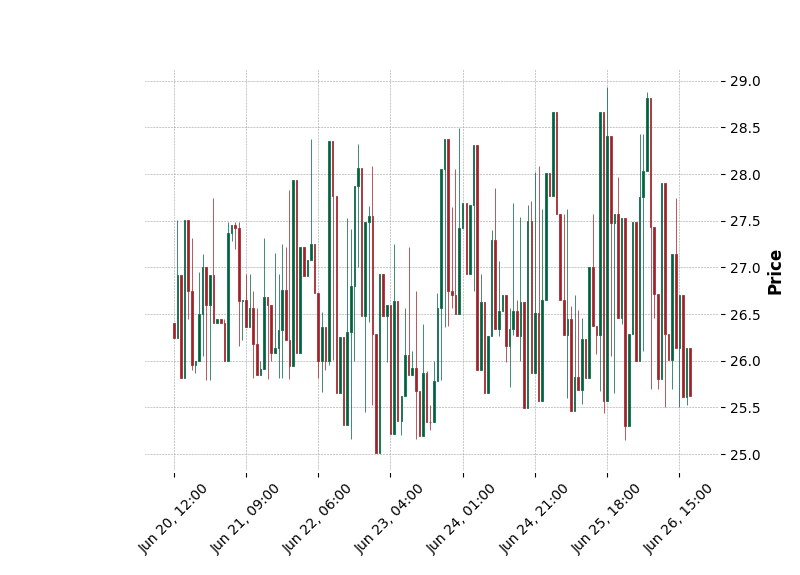 29.0
28.5
28.0
27.5
27.0
26.5
26.0
25.5
25.0
Price
Jun 20, 12:00
Jun 21, 09:00
Jun 22, 06:00
Jun 23, 04:00
Jun 24, 01:00
Jun 24, 21:00
Jun 25, 18:00
Jun 26, 15:00